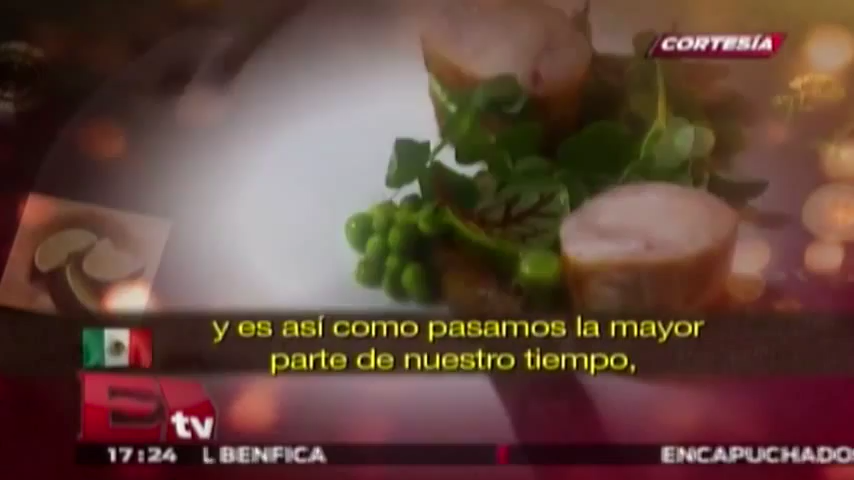 CORTESÍA
y es así como pasamos la mayor
parte de nuestro tiempo,
tv
17:24 L BENFICA ENCAPUCHADOS